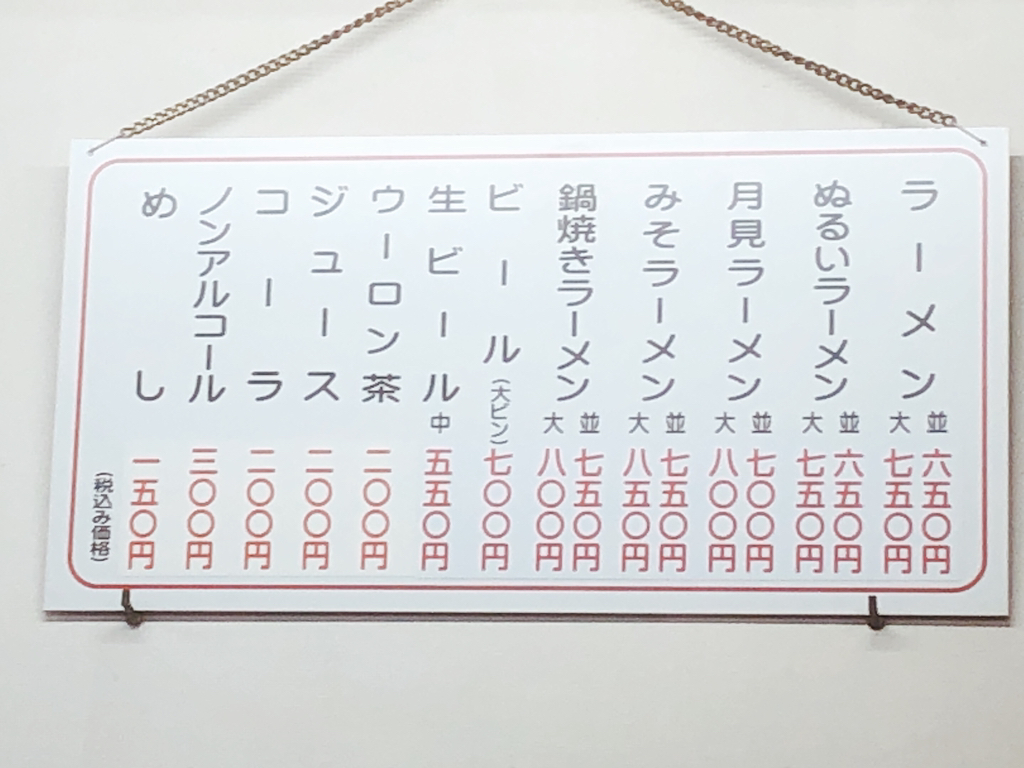 ラーメン 並 六五〇円 大 七五〇円
ぬるいラーメン 並 六五〇円 大 七五〇円
月見ラーメン 並 七〇〇円 大 八〇〇円
みそラーメン 並 七五〇円 大 八五〇円
鍋焼きラーメン 並 七五〇円 大 八〇〇円
ビール(大ビン) 七〇〇円
生ビール 中 五五〇円
ウーロン茶 二〇〇円
ジュース 二〇〇円
コーラ 二〇〇円
ノンアルコール 三〇〇円
めし 一五〇円
(税込み価格)